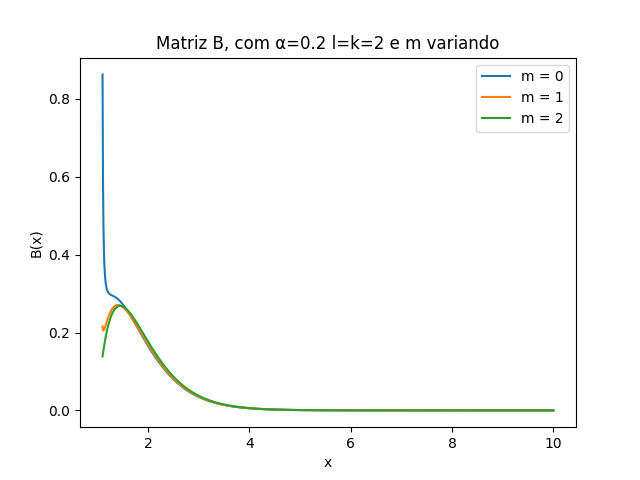 Matriz B, com α=0.2 l=k=2 e m variando
m = 0
m = 1
m = 2
0.8
0.6
0.4
0.2
0.0
B(x)
2
4
6
8
10
x